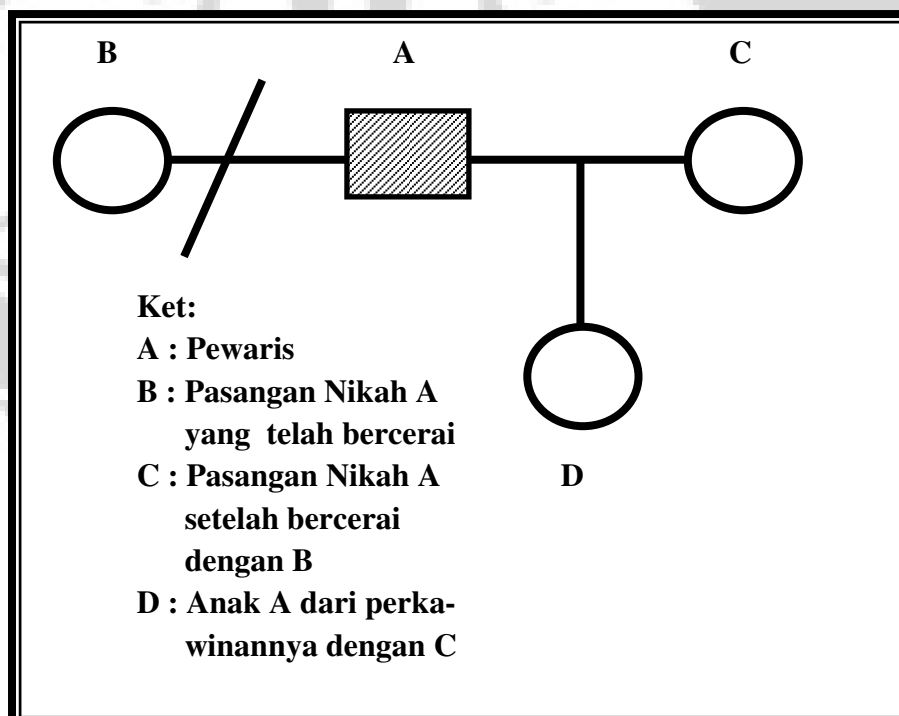 B A C
Ket:
A : Pewaris
B : Pasangan Nikah A
yang telah bercerai
C : Pasangan Nikah A
setelah bercerai
dengan B
D : Anak A dari perka-
winannya dengan C
D